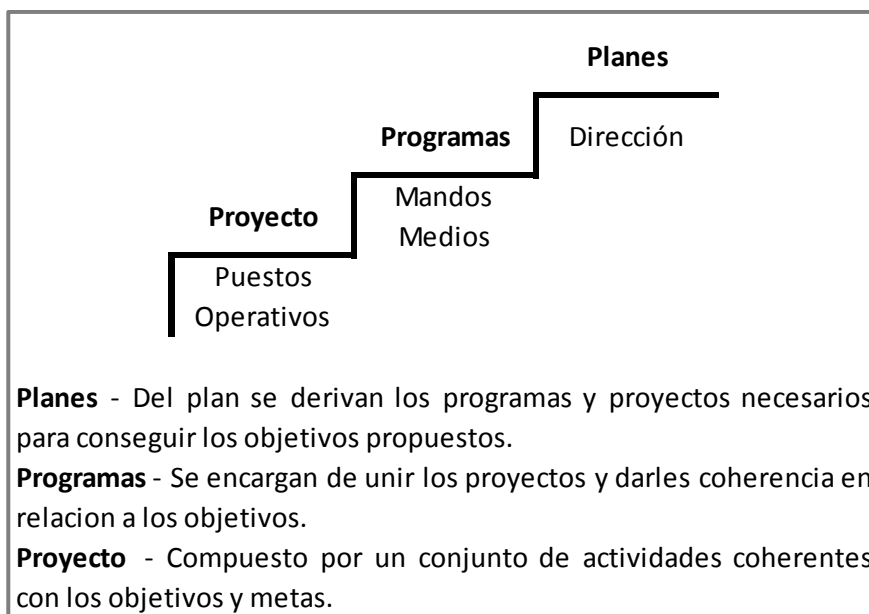 Planes
Programas
Dirección
Proyecto
Mandos
Medios
Puestos
Operativos
Planes - Del plan se derivan los programas y proyectos necesarios
para conseguir los objetivos propuestos.
Programas - Se encargan de unir los proyectos y darles coherencia en
relacion a los objetivos.
Proyecto - Compuesto por un conjunto de actividades coherentes
con los objetivos y metas.